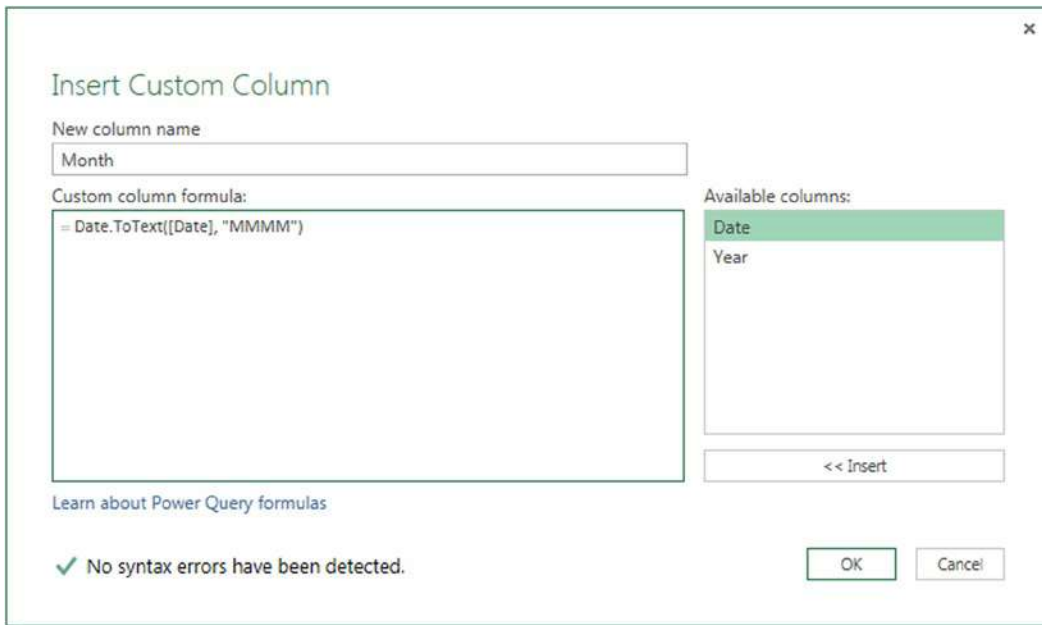 ×
Insert Custom Column
New column name
Month
Custom column formula:
Available columns:
= Date.ToText([Date], "MMMM")
Date
Year
<< Insert
Learn about Power Query formulas
No syntax errors have been detected.
OK
Cancel